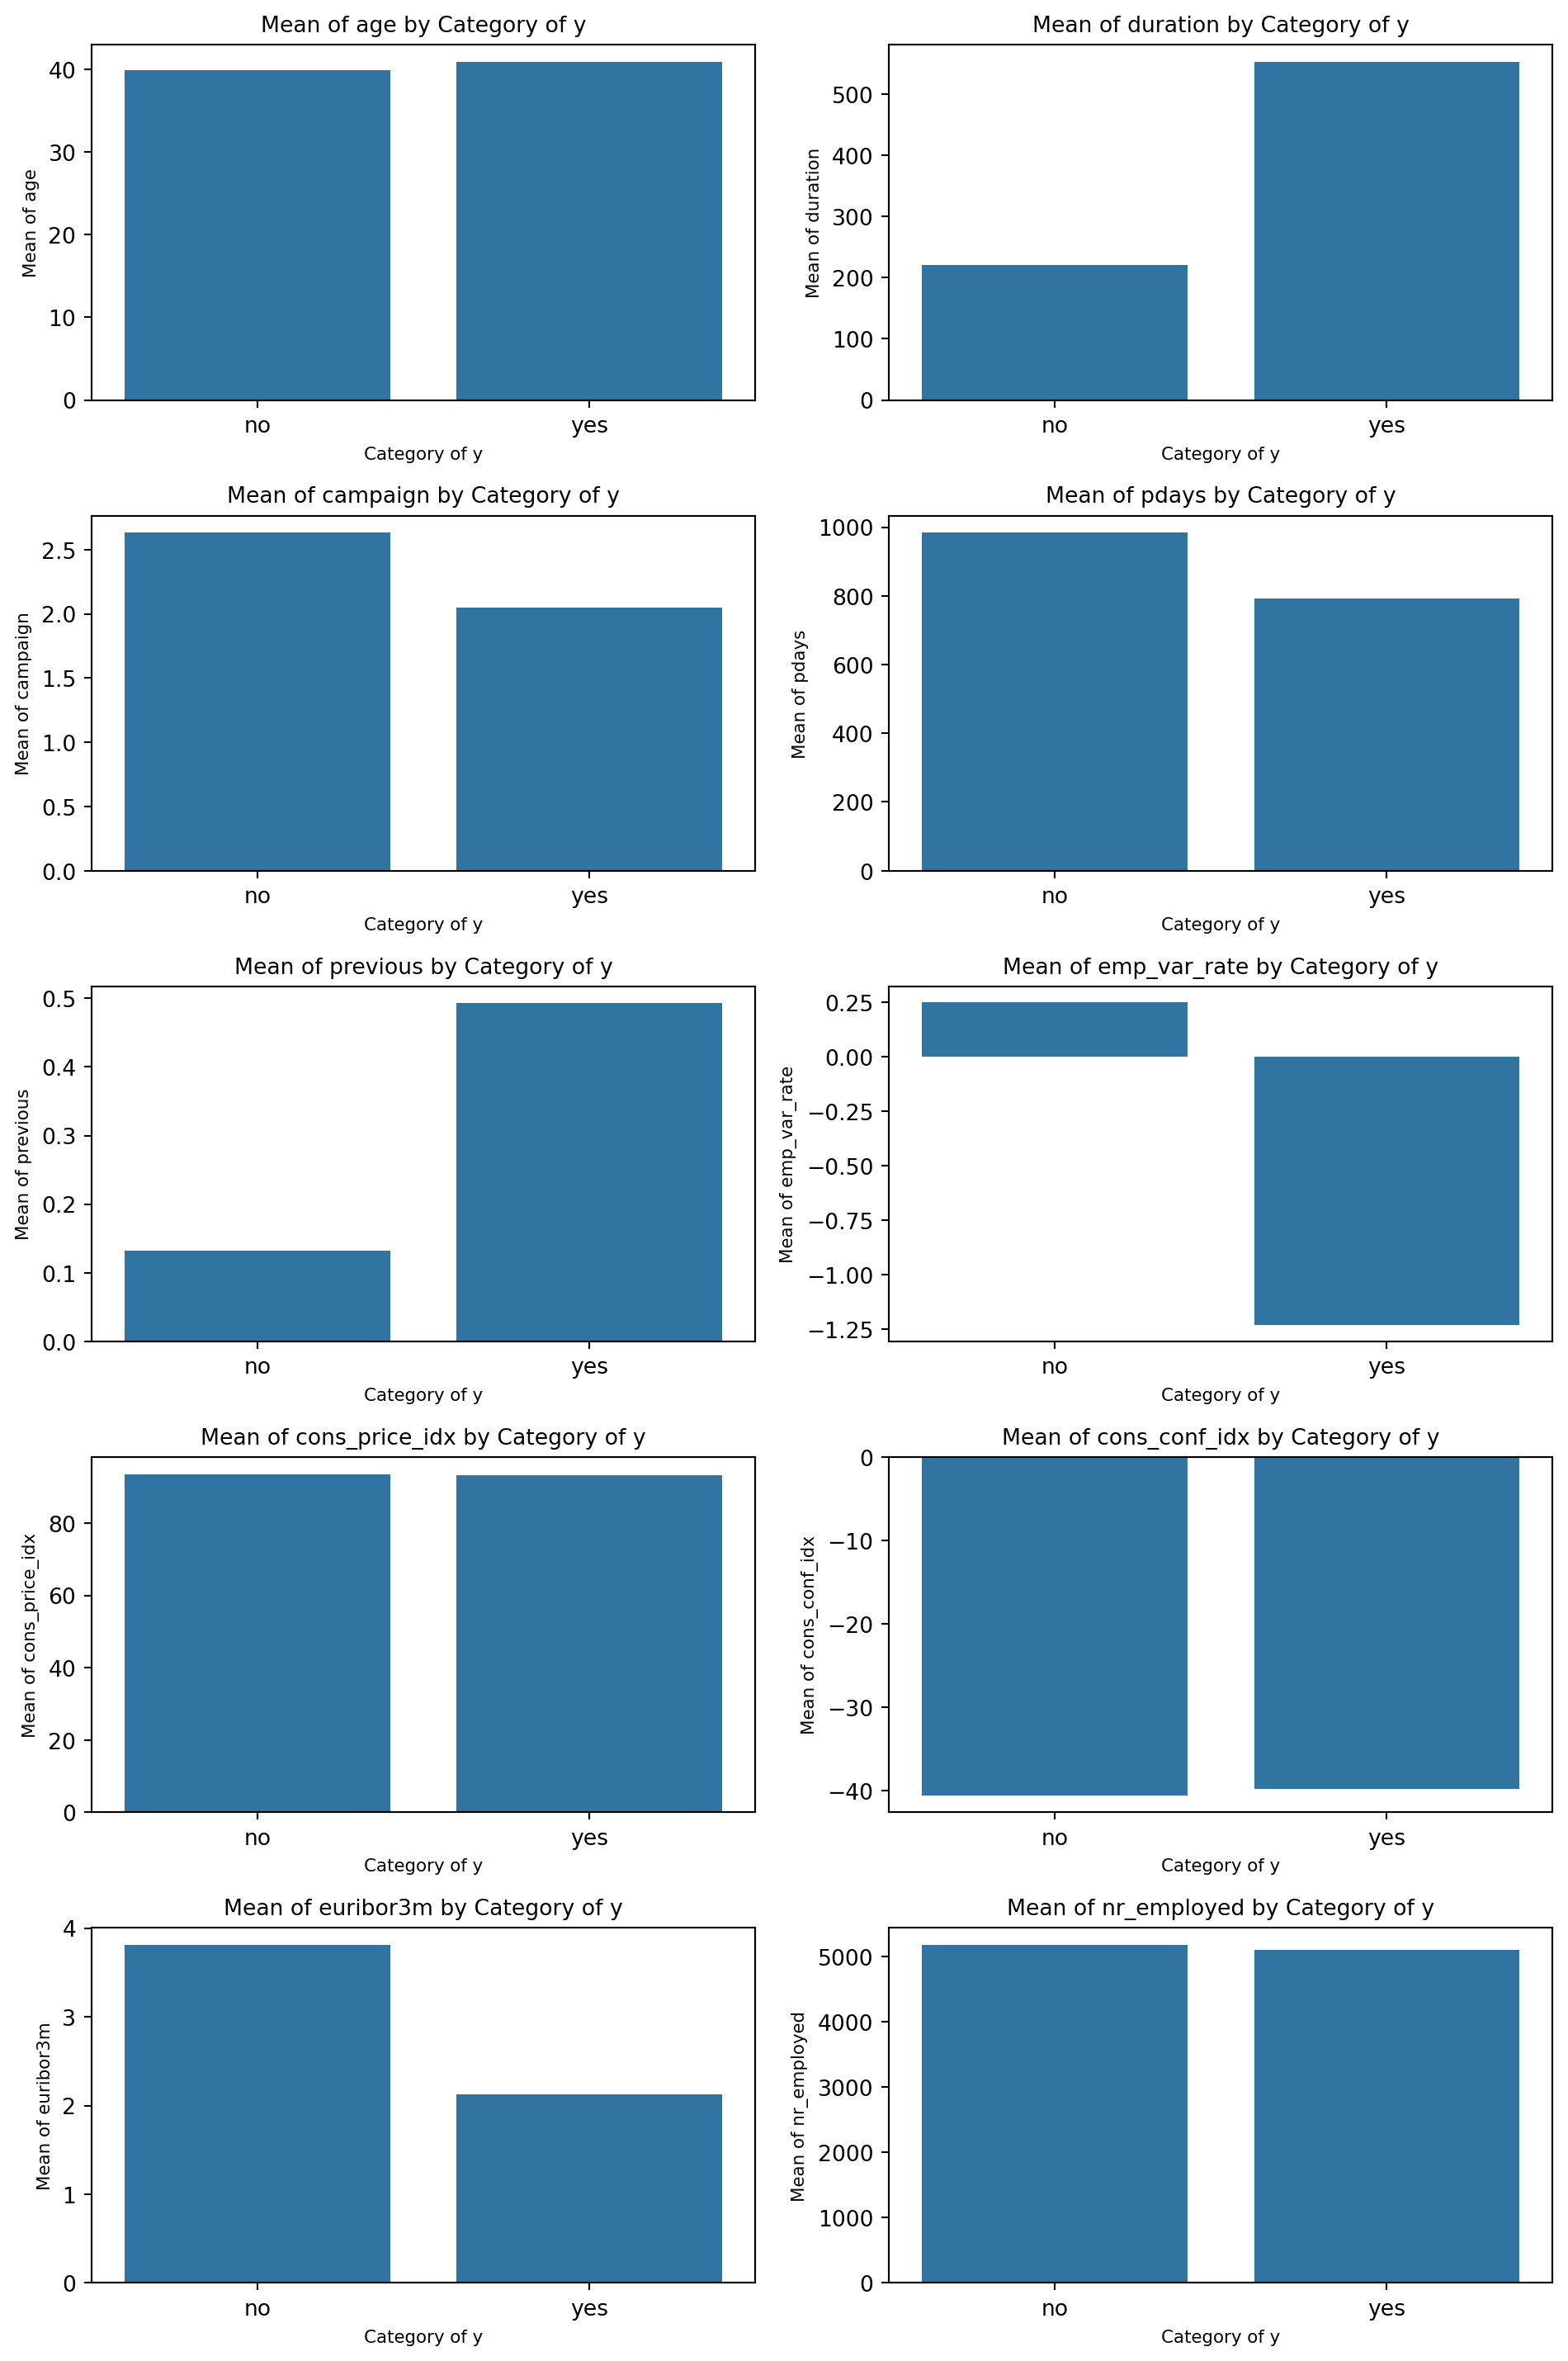 Mean of age by Category of y
Mean of age
40
30
20
10
0
no yes
Category of y
Mean of duration by Category of y
Mean of duration
500
400
300
200
100
0
no yes
Category of y
Mean of campaign by Category of y
Mean of campaign
2.5
2.0
1.5
1.0
0.5
0.0
no yes
Category of y
Mean of pdays by Category of y
Mean of pdays
1000
800
600
400
200
0
no yes
Category of y
Mean of previous by Category of y
Mean of previous
0.5
0.4
0.3
0.2
0.1
0.0
no yes
Category of y
Mean of emp_var_rate by Category of y
Mean of emp_var_rate
0.25
0.00
−0.25
−0.50
−0.75
−1.00
−1.25
no yes
Category of y
Mean of cons_price_idx by Category of y
Mean of cons_price_idx
80
60
40
20
0
no yes
Category of y
Mean of cons_conf_idx by Category of y
Mean of cons_conf_idx
0
−10
−20
−30
−40
no yes
Category of y
Mean of euribor3m by Category of y
Mean of euribor3m
4
3
2
1
0
no yes
Category of y
Mean of nr_employed by Category of y
Mean of nr_employed
5000
4000
3000
2000
1000
0
no yes
Category of y